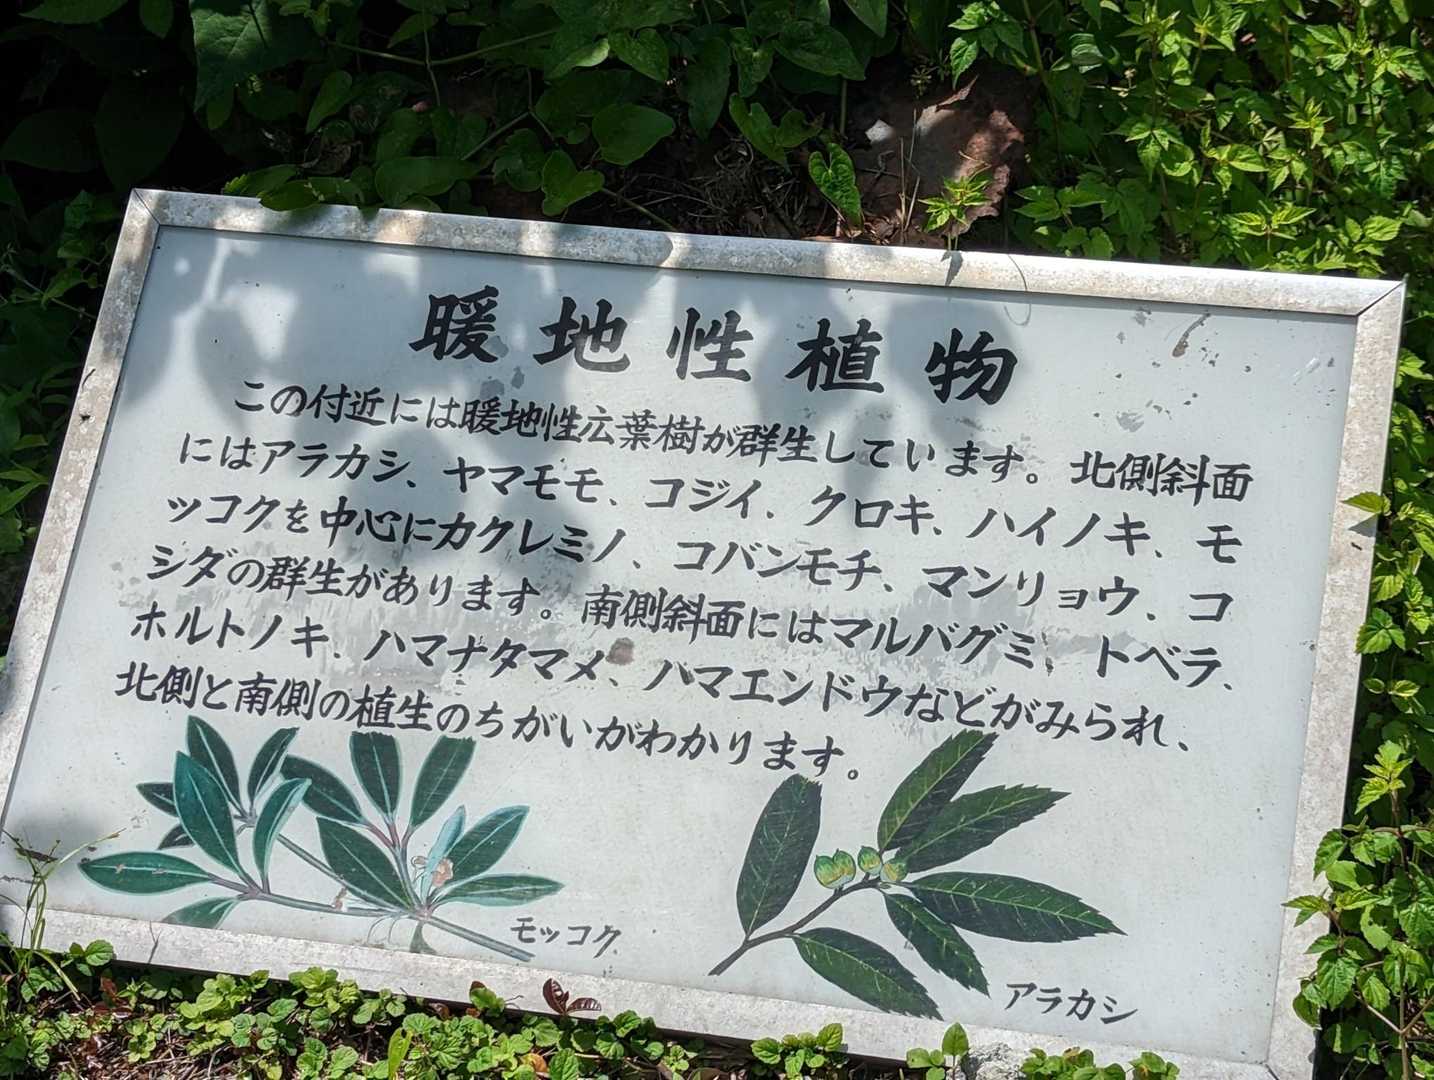 暖地性植物
この付近には暖地性広葉樹が群生しています。北側斜面
にはアラカシ、ヤマモモ、コジイ、クロキ、ハイノキ、モ
ッコクを中心にカクレミノ、コバンモチ、マンリョウ、コ
シダの群生があります。南側斜面にはマルバグミ、トベラ、
ホルトノキ、ハマナタマメ、ハマエンドウなどがみられ、
北側と南側の植生のちがいがわかります。
モッコク
アラカシ